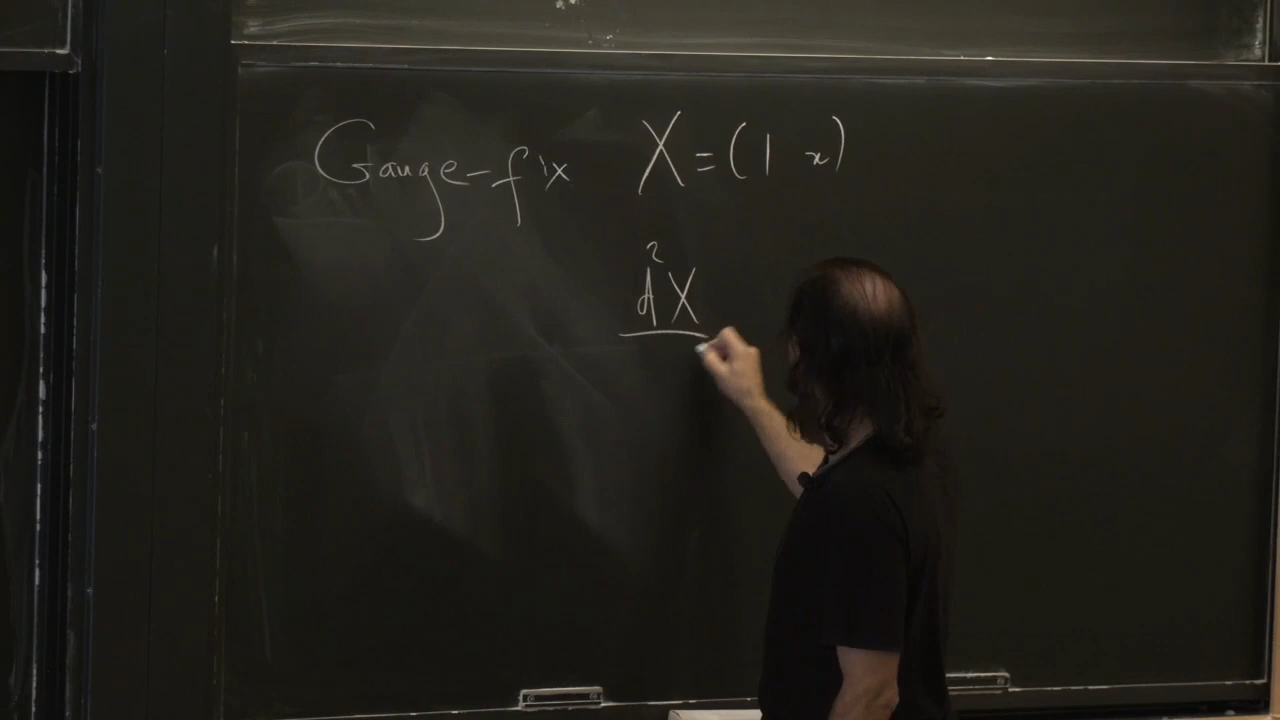 Gauge-fix X = (1 x)
d²X